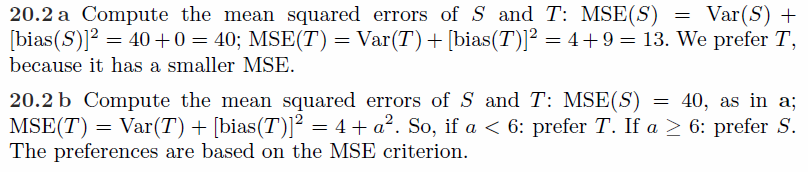 20.2 a Compute the mean squared errors of S and T: MSE(S) = Var(S) +
[bias(S)]² = 40 + 0 = 40; MSE(T) = Var(T) + [bias(T)]² = 4 + 9 = 13. We prefer T,
because it has a smaller MSE.
20.2 b Compute the mean squared errors of S and T: MSE(S) = 40, as in a;
MSE(T) = Var(T) + [bias(T)]² = 4 + a². So, if a < 6: prefer T. If a ≥ 6: prefer S.
The preferences are based on the MSE criterion.